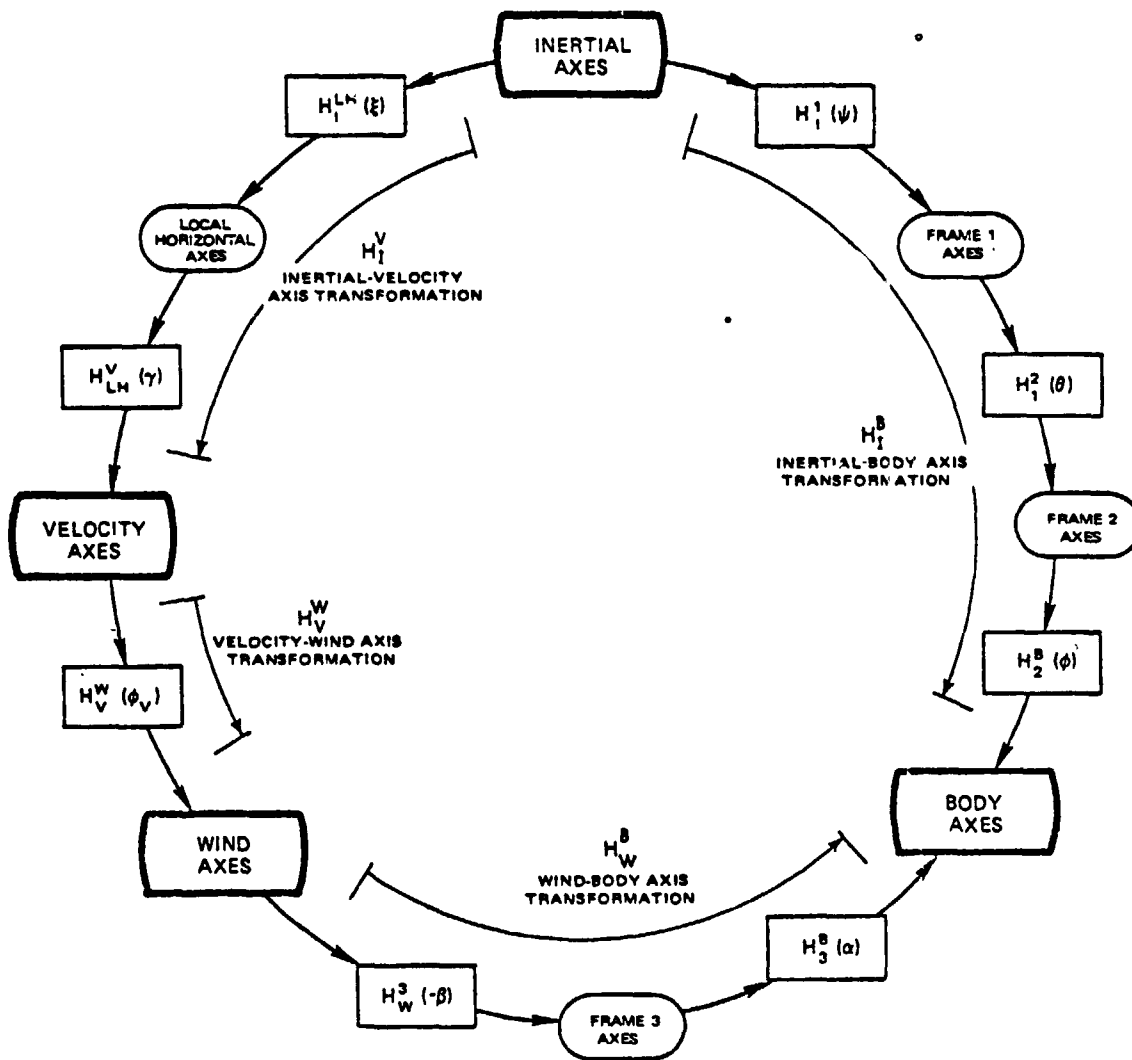 INERTIAL
AXES
H_I^LH (ξ)
H_1^1 (ψ)
LOCAL
HORIZONTAL
AXES
FRAME 1
AXES
H_I^V
INERTIAL-VELOCITY
AXIS TRANSFORMATION
H_LH^V (γ)
H_1^2 (θ)
H_I^B
INERTIAL-BODY AXIS
TRANSFORMATION
VELOCITY
AXES
FRAME 2
AXES
H_V^W
VELOCITY-WIND AXIS
TRANSFORMATION
H_V^W (ϕ_V)
H_2^B (ϕ)
WIND
AXES
BODY
AXES
H_W^B
WIND-BODY AXIS
TRANSFORMATION
H_W^3 (-β)
H_3^B (α)
FRAME 3
AXES